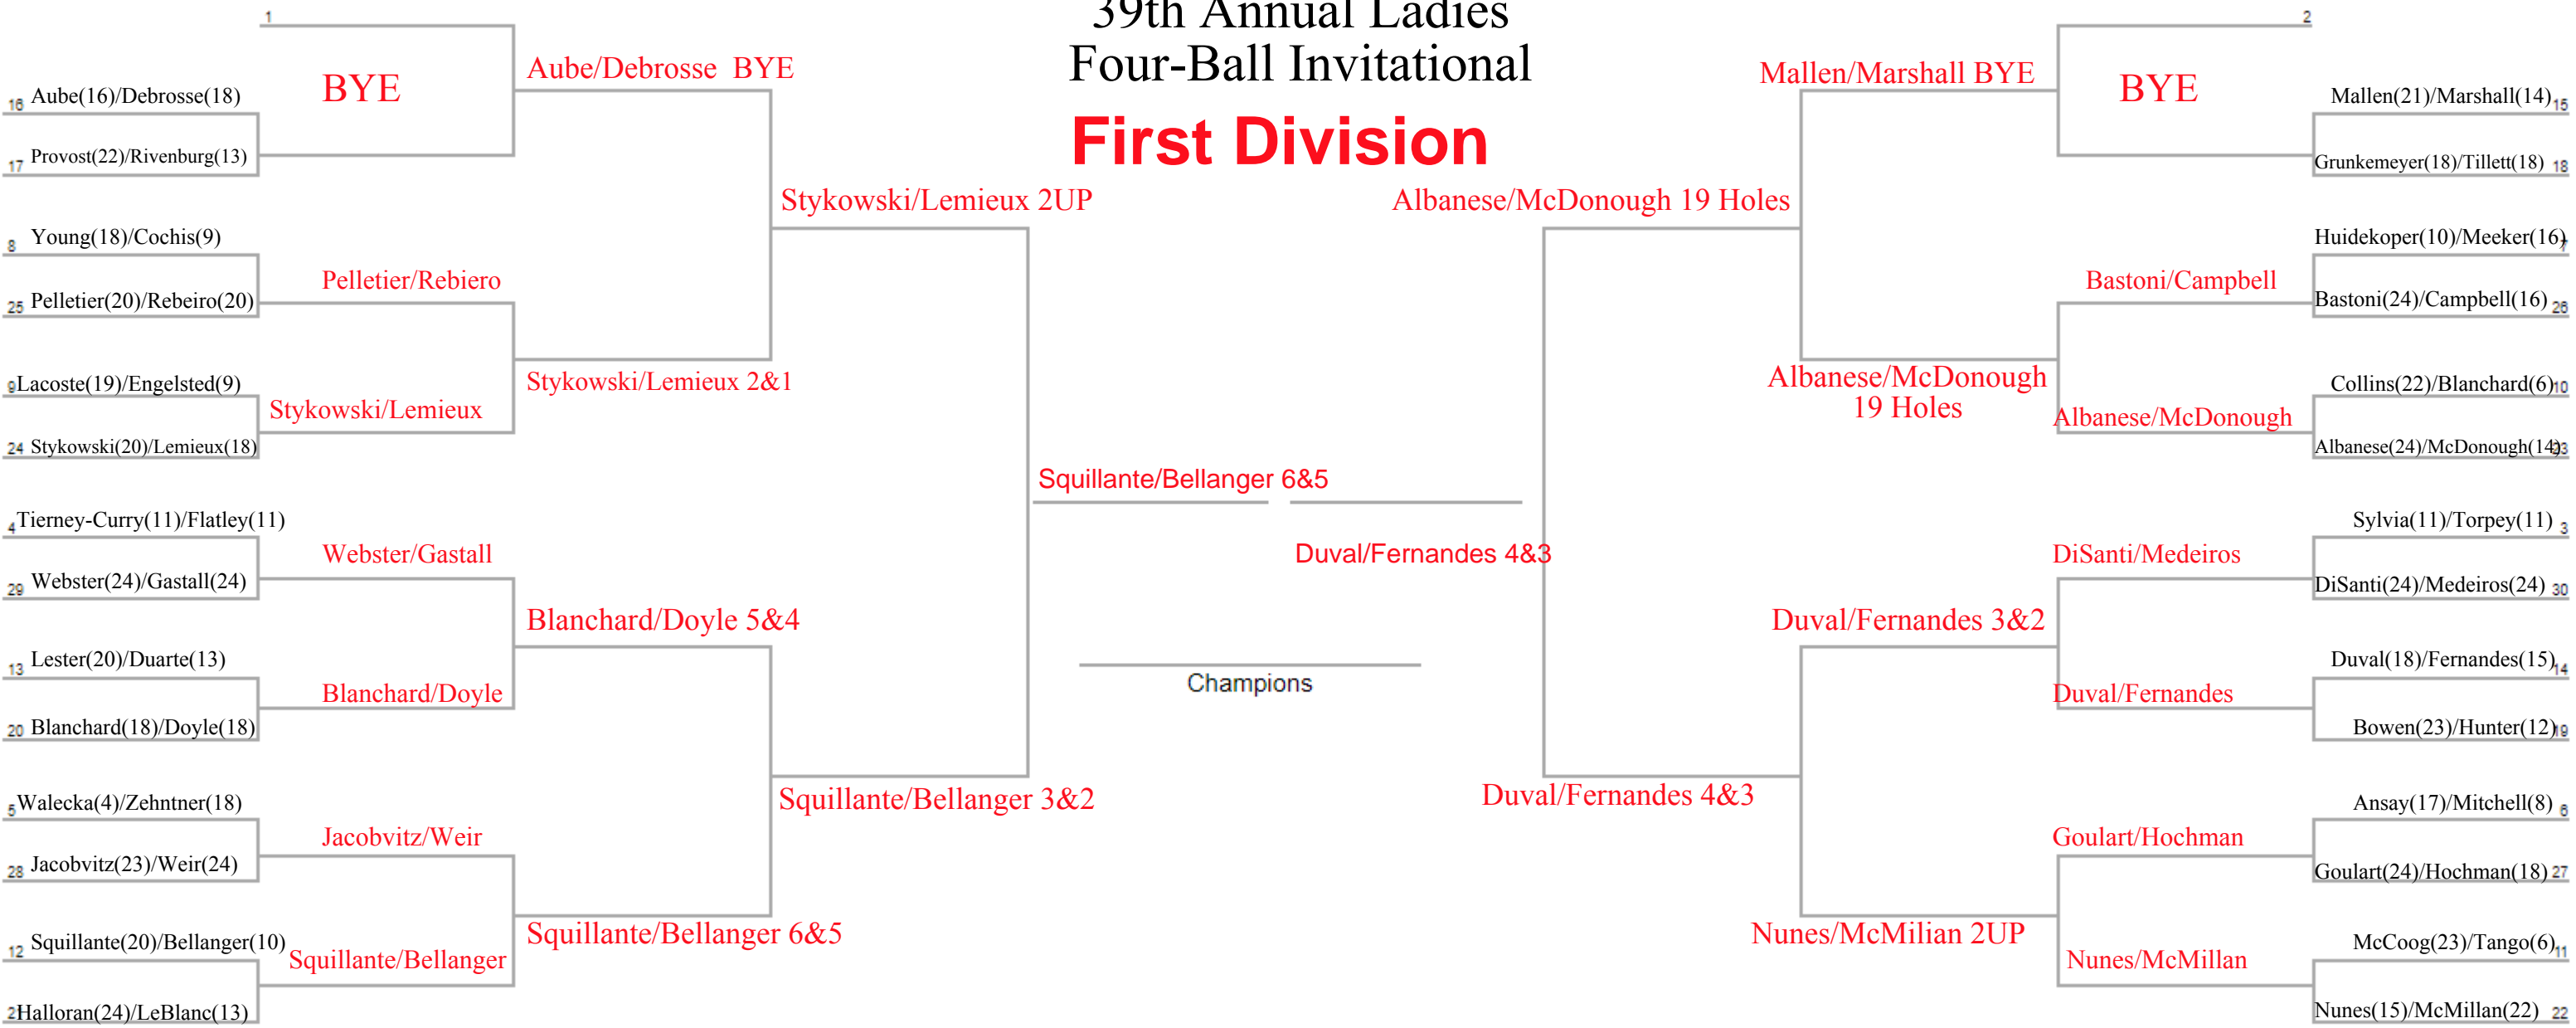 39th Annual Ladies
Four-Ball Invitational
First Division
1
BYE
Aube/Debrosse  BYE
16 Aube(16)/Debrosse(18)
17 Provost(22)/Rivenburg(13)
Stykowski/Lemieux 2UP
8 Young(18)/Cochis(9)
Pelletier/Rebiero
25 Pelletier(20)/Rebeiro(20)
Stykowski/Lemieux 2&1
9 Lacoste(19)/Engelsted(9)
Stykowski/Lemieux
24 Stykowski(20)/Lemieux(18)
Squillante/Bellanger 6&5
4 Tierney-Curry(11)/Flatley(11)
Webster/Gastall
29 Webster(24)/Gastall(24)
Blanchard/Doyle 5&4
13 Lester(20)/Duarte(13)
Blanchard/Doyle
20 Blanchard(18)/Doyle(18)
Squillante/Bellanger 3&2
5 Walecka(4)/Zehntner(18)
Jacobvitz/Weir
28 Jacobvitz(23)/Weir(24)
Squillante/Bellanger 6&5
12 Squillante(20)/Bellanger(10)
Squillante/Bellanger
21 Halloran(24)/LeBlanc(13)
Duval/Fernandes 4&3
Champions
2
Mallen/Marshall BYE
BYE
Mallen(21)/Marshall(14) 15
Grunkemeyer(18)/Tillett(18) 18
Albanese/McDonough 19 Holes
Huidekoper(10)/Meeker(16) 7
Bastoni/Campbell
Bastoni(24)/Campbell(16) 26
Albanese/McDonough
19 Holes
Collins(22)/Blanchard(6) 10
Albanese/McDonough
Albanese(24)/McDonough(14) 23
Sylvia(11)/Torpey(11) 3
DiSanti/Medeiros
DiSanti(24)/Medeiros(24) 30
Duval/Fernandes 3&2
Duval(18)/Fernandes(15) 14
Duval/Fernandes
Bowen(23)/Hunter(12) 19
Duval/Fernandes 4&3
Ansay(17)/Mitchell(8) 6
Goulart/Hochman
Goulart(24)/Hochman(18) 27
Nunes/McMilian 2UP
McCoog(23)/Tango(6) 11
Nunes/McMillan
Nunes(15)/McMillan(22) 22